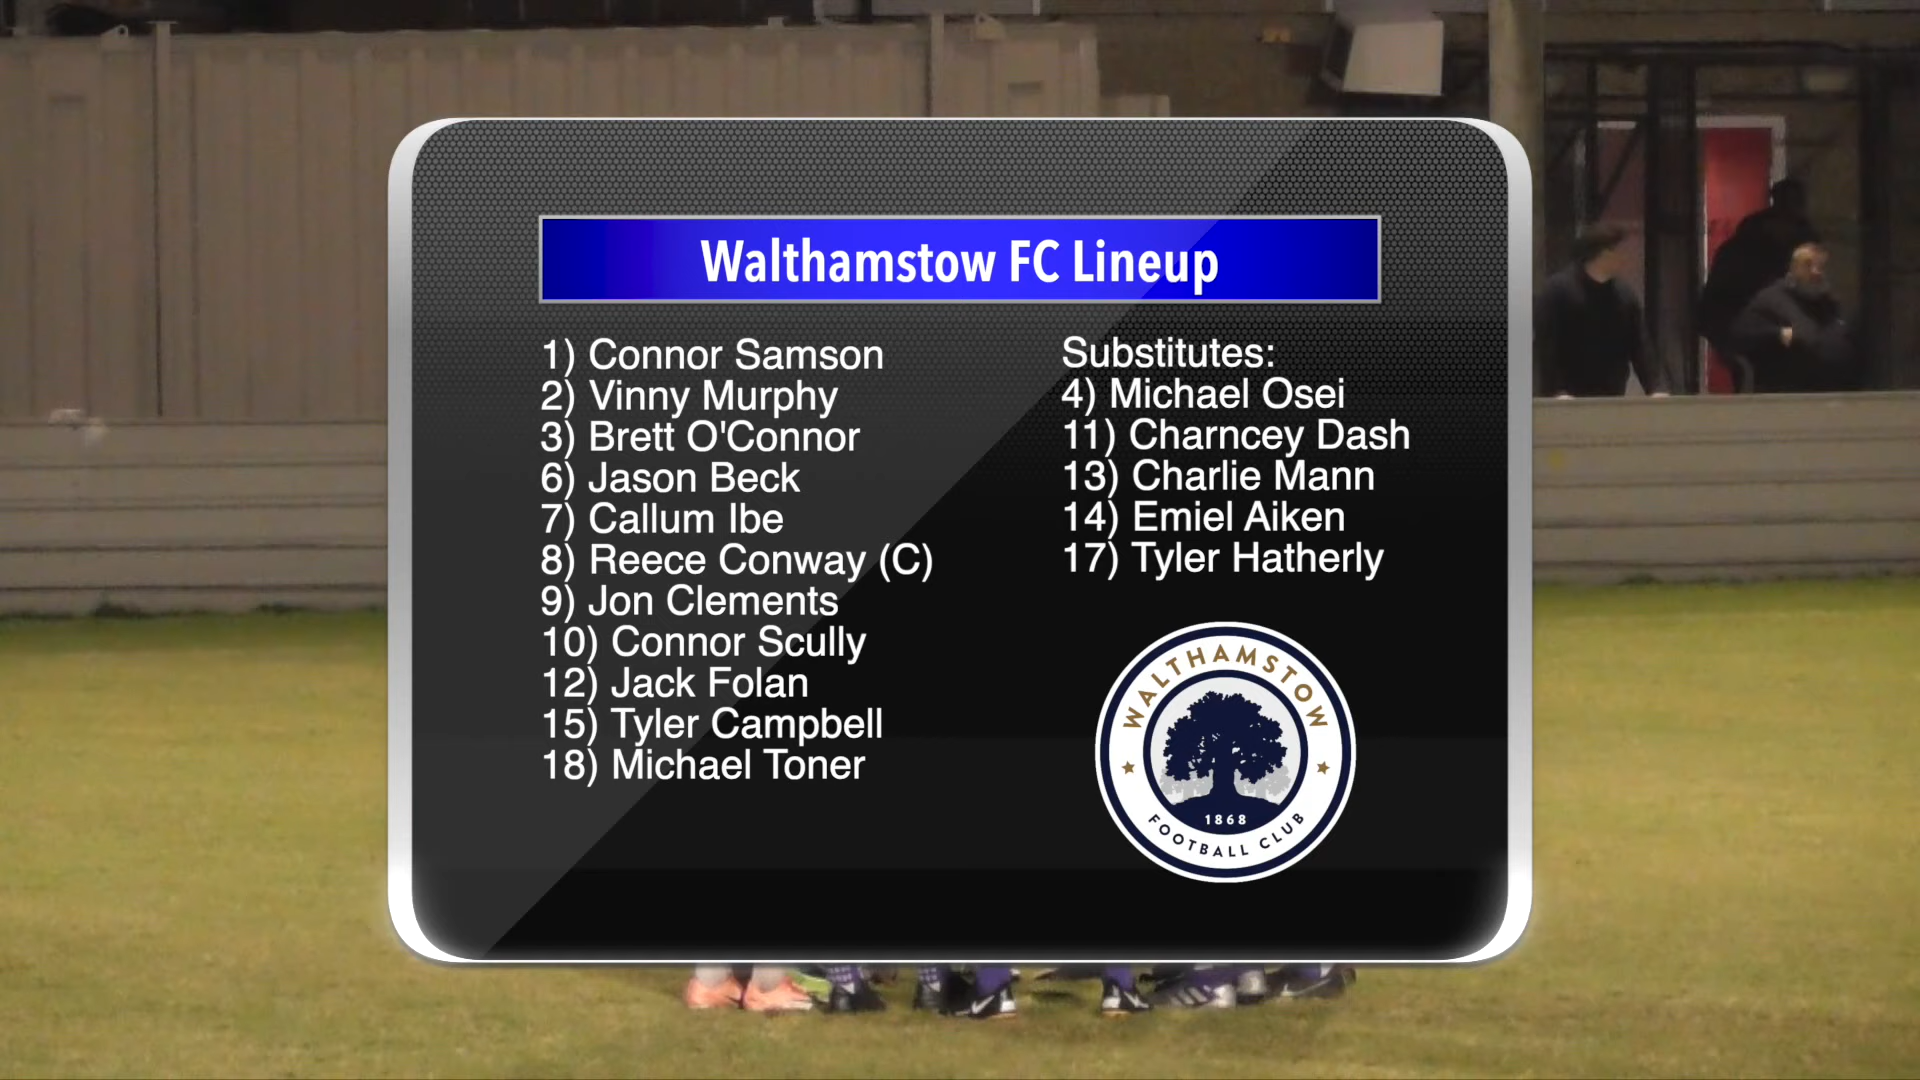 Walthamstow FC Lineup
1) Connor Samson
2) Vinny Murphy
3) Brett O'Connor
6) Jason Beck
7) Callum Ibe
8) Reece Conway (C)
9) Jon Clements
10) Connor Scully
12) Jack Folan
15) Tyler Campbell
18) Michael Toner
Substitutes:
4) Michael Osei
11) Charncey Dash
13) Charlie Mann
14) Emiel Aiken
17) Tyler Hatherly
WALTHAMSTOW
1868
FOOTBALL CLUB